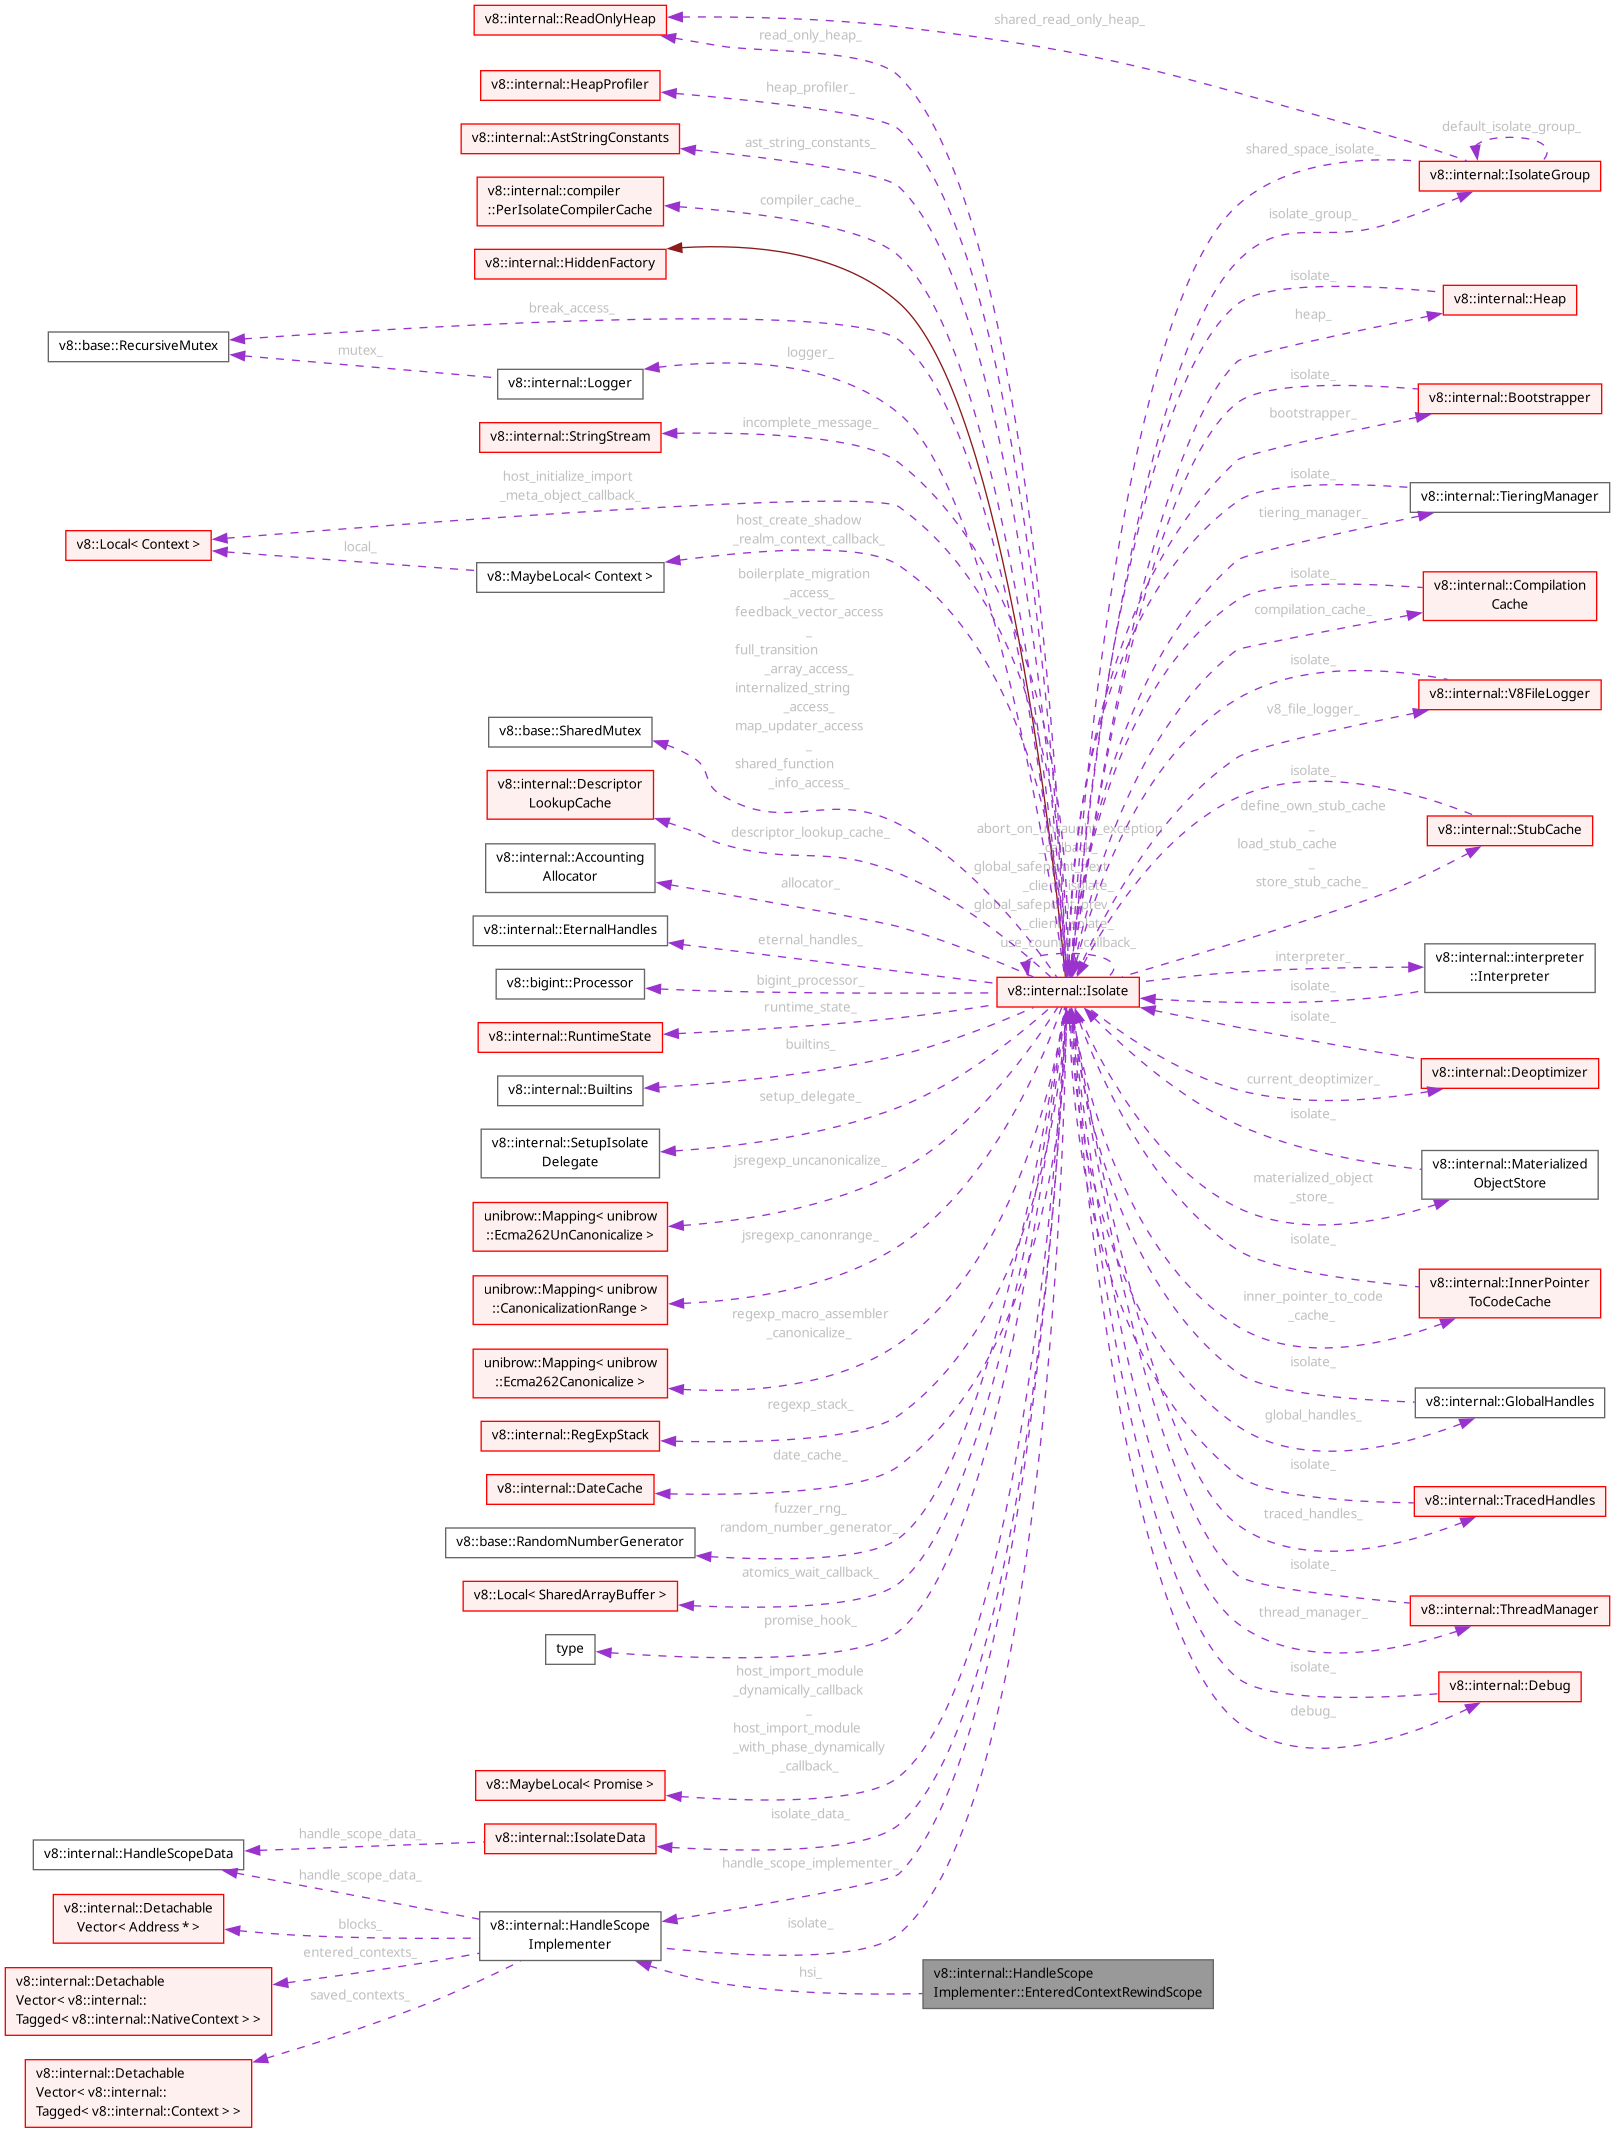 v8::internal::ReadOnlyHeap
shared_read_only_heap_
read_only_heap_
v8::internal::HeapProfiler
heap_profiler_
v8::internal::AstStringConstants
ast_string_constants_
default_isolate_group_
shared_space_isolate_
v8::internal::IsolateGroup
v8::internal::compiler
::PerIsolateCompilerCache
compiler_cache_
isolate_group_
v8::internal::HiddenFactory
isolate_
v8::internal::Heap
heap_
break_access_
v8::base::RecursiveMutex
mutex_
logger_
v8::internal::Logger
isolate_
v8::internal::Bootstrapper
bootstrapper_
v8::internal::StringStream
incomplete_message_
host_initialize_import
_meta_object_callback_
isolate_
v8::internal::TieringManager
tiering_manager_
v8::Local< Context >
local_
host_create_shadow
_realm_context_callback_
v8::MaybeLocal< Context >
isolate_
v8::internal::Compilation
Cache
compilation_cache_
boilerplate_migration
_access_
feedback_vector_access
_
full_transition
_array_access_
internalized_string
_access_
map_updater_access
_
shared_function
_info_access_
isolate_
v8::internal::V8FileLogger
v8_file_logger_
v8::base::SharedMutex
v8::internal::Descriptor
LookupCache
descriptor_lookup_cache_
isolate_
define_own_stub_cache
_
load_stub_cache
_
store_stub_cache_
v8::internal::StubCache
v8::internal::Accounting
Allocator
allocator_
abort_on_uncaught_exception
_callback_
global_safepoint_next
_client_isolate_
global_safepoint_prev
_client_isolate_
use_counter_callback_
v8::internal::EternalHandles
eternal_handles_
v8::bigint::Processor
bigint_processor_
v8::internal::Isolate
interpreter_
v8::internal::interpreter
::Interpreter
isolate_
v8::internal::RuntimeState
runtime_state_
isolate_
v8::internal::Deoptimizer
current_deoptimizer_
v8::internal::Builtins
builtins_
v8::internal::SetupIsolate
Delegate
setup_delegate_
isolate_
v8::internal::Materialized
ObjectStore
materialized_object
_store_
jsregexp_uncanonicalize_
unibrow::Mapping< unibrow
::Ecma262UnCanonicalize >
jsregexp_canonrange_
unibrow::Mapping< unibrow
::CanonicalizationRange >
isolate_
v8::internal::InnerPointer
ToCodeCache
inner_pointer_to_code
_cache_
regexp_macro_assembler
_canonicalize_
unibrow::Mapping< unibrow
::Ecma262Canonicalize >
isolate_
v8::internal::GlobalHandles
global_handles_
regexp_stack_
v8::internal::RegExpStack
date_cache_
v8::internal::DateCache
isolate_
v8::internal::TracedHandles
traced_handles_
fuzzer_rng_
random_number_generator_
v8::base::RandomNumberGenerator
atomics_wait_callback_
v8::Local< SharedArrayBuffer >
isolate_
v8::internal::ThreadManager
thread_manager_
promise_hook_
type
isolate_
v8::internal::Debug
debug_
host_import_module
_dynamically_callback
_
host_import_module
_with_phase_dynamically
_callback_
v8::MaybeLocal< Promise >
isolate_data_
v8::internal::IsolateData
handle_scope_data_
v8::internal::HandleScopeData
handle_scope_data_
handle_scope_implementer_
v8::internal::Detachable
Vector< Address * >
blocks_
v8::internal::HandleScope
Implementer
isolate_
entered_contexts_
v8::internal::Detachable
Vector< v8::internal::
Tagged< v8::internal::NativeContext > >
saved_contexts_
hsi_
v8::internal::HandleScope
Implementer::EnteredContextRewindScope
v8::internal::Detachable
Vector< v8::internal::
Tagged< v8::internal::Context > >